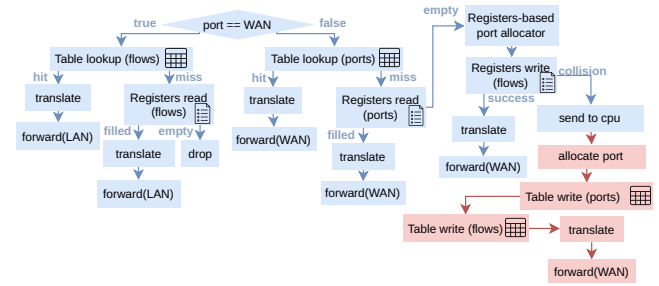 port == WAN
true
false
Table lookup (flows)
hit
miss
translate
forward(LAN)
Registers read
(flows)
filled
empty
translate
drop
forward(LAN)
Table lookup (ports)
hit
miss
translate
forward(WAN)
Registers read
(ports)
filled
translate
forward(WAN)
empty
Registers-based
port allocator
Registers write
(flows)
collision
success
translate
forward(WAN)
send to cpu
allocate port
Table write (ports)
Table write (flows)
translate
forward(WAN)